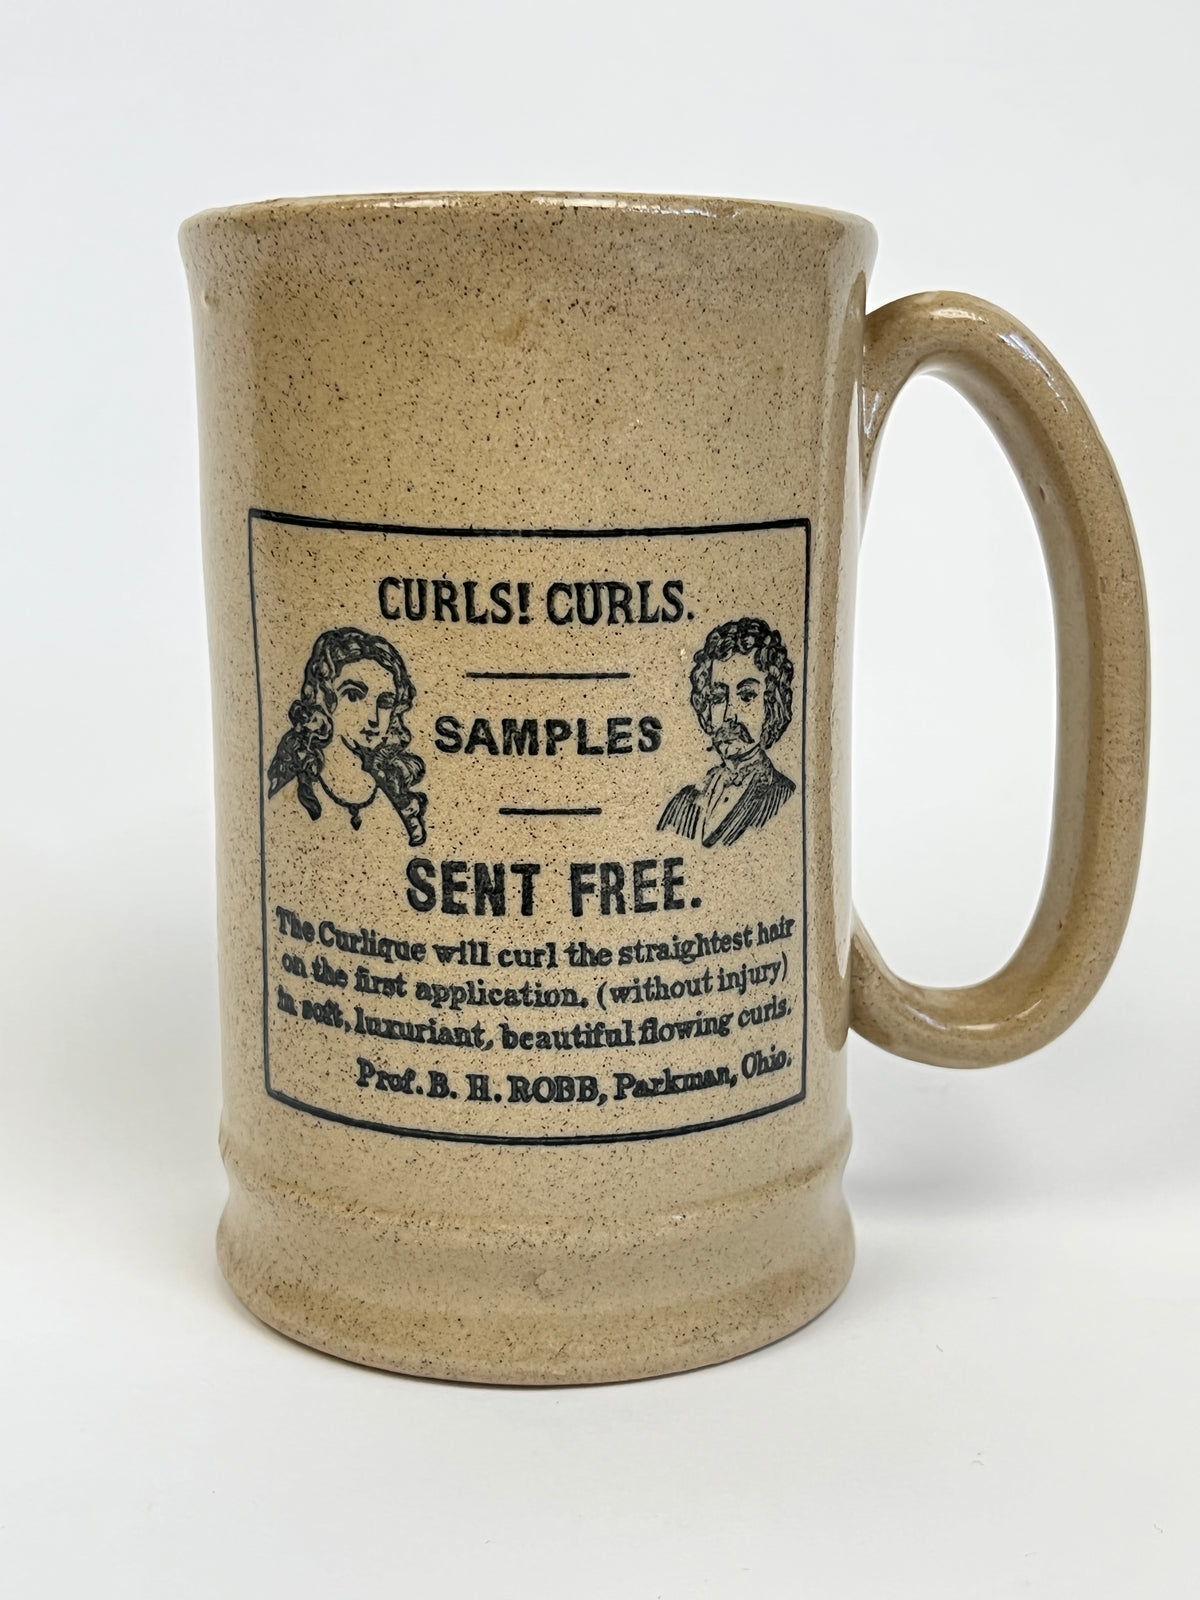 CURLS! CURLS.
SAMPLES
SENT FREE.
The Curlique will curl the straightest hair
on the first application. (without injury)
in soft, luxuriant, beautiful flowing curls.
Prof. B. H. ROBB, Parkman, Ohio.